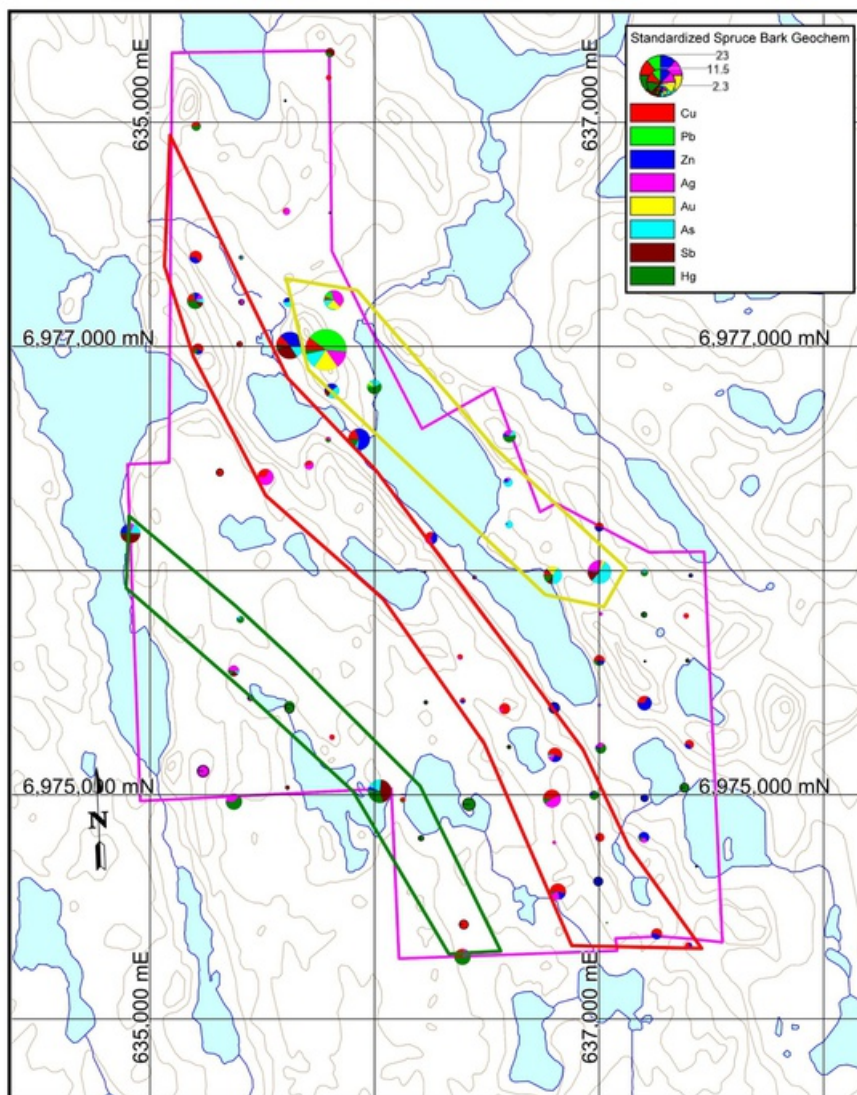 Standardized Spruce Bark Geochem
23
11.5
2.3
Cu
Pb
Zn
Ag
Au
As
Sb
Hg
635,000 mE
637,000 mE
6,977,000 mN
6,977,000 mN
6,975,000 mN
6,975,000 mN
N
635,000 mE
637,000 mE